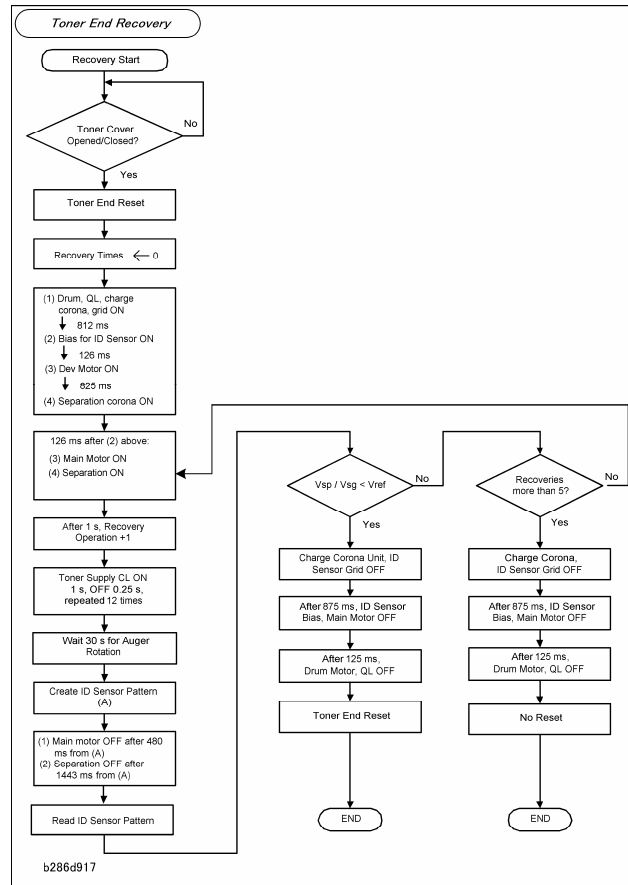 Toner End Recovery
Recovery Start
Toner Cover
Opened/Closed?
No
Yes
Toner End Reset
Recovery Times ← 0
(1) Drum, QL, charge
corona, grid ON
812 ms
(2) Bias for ID Sensor ON
126 ms
(3) Dev Motor ON
825 ms
(4) Separation corona ON
126 ms after (2) above:
(3) Main Motor ON
(4) Separation ON
After 1 s, Recovery
Operation +1
Toner Supply CL ON
1 s, OFF 0.25 s,
repeated 12 times
Wait 30 s for Auger
Rotation
Create ID Sensor Pattern
(A)
(1) Main motor OFF after 480
ms from (A)
(2) Separation OFF after
1443 ms from (A)
Read ID Sensor Pattern
Vsp / Vsg < Vref
No
Yes
Charge Corona Unit, ID
Sensor Grid OFF
After 875 ms, ID Sensor
Bias, Main Motor OFF
After 125 ms,
Drum Motor, QL OFF
Toner End Reset
END
Recoveries
more than 5?
No
Yes
Charge Corona,
ID Sensor Grid OFF
After 875 ms, ID Sensor
Bias, Main Motor OFF
After 125 ms,
Drum Motor, QL OFF
No Reset
END
b286d917